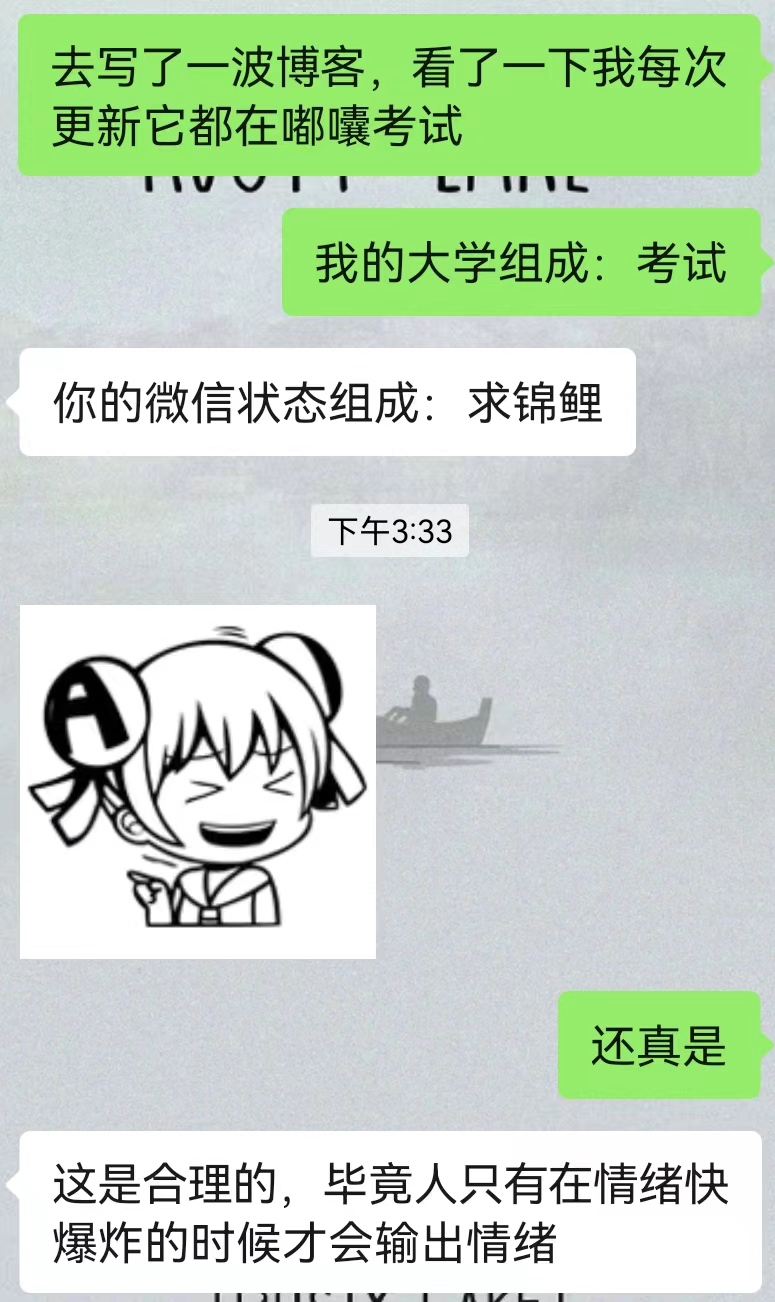 去写了一波博客，看了一下我每次
更新它都在嘟囔考试
我的大学组成：考试
你的微信状态组成：求锦鲤
下午3:33
A
还真是
这是合理的，毕竟人只有在情绪快
爆炸的时候才会输出情绪